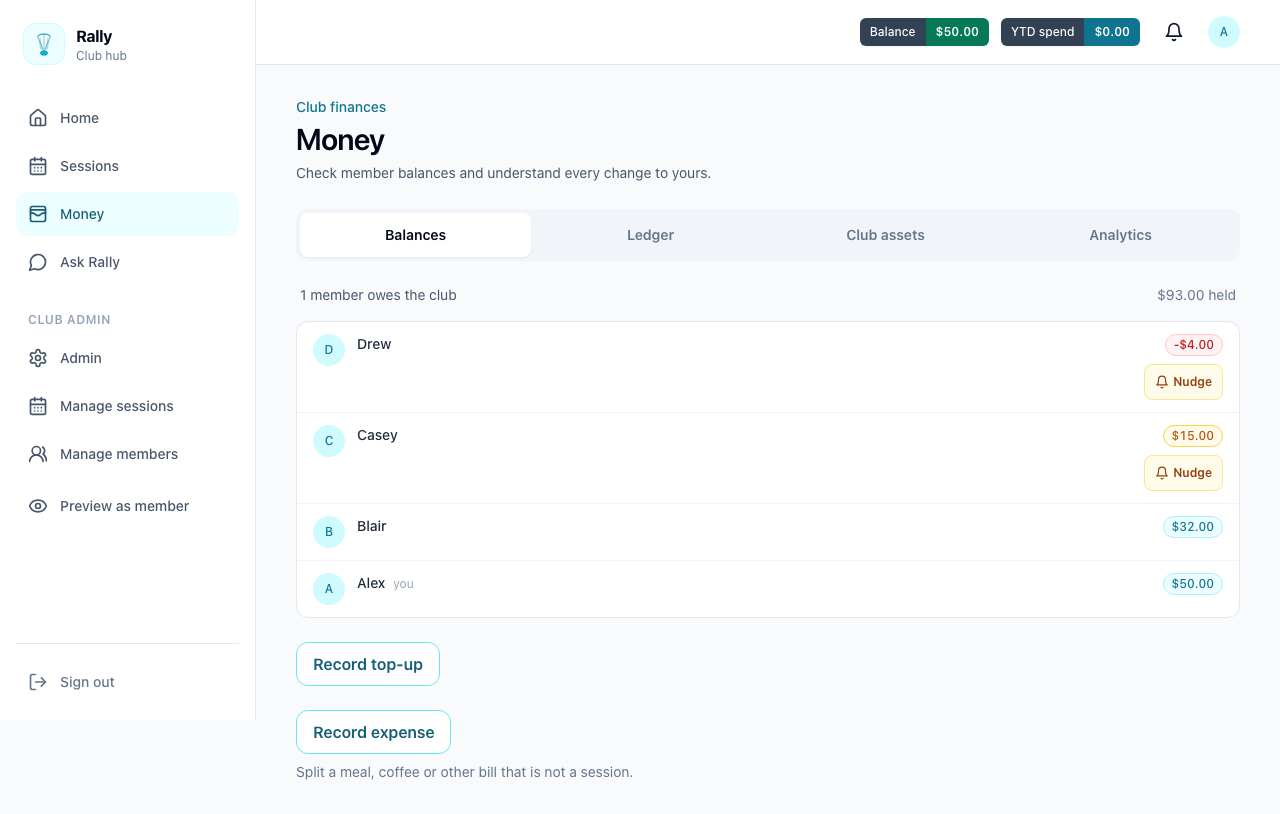 Rally
Club hub
Balance $50.00
YTD spend $0.00
A
Home
Sessions
Money
Ask Rally
CLUB ADMIN
Admin
Manage sessions
Manage members
Preview as member
Sign out
Club finances
Money
Check member balances and understand every change to yours.
Balances Ledger Club assets Analytics
1 member owes the club $93.00 held
D Drew -$4.00
Nudge
C Casey $15.00
Nudge
B Blair $32.00
A Alex you $50.00
Record top-up
Record expense
Split a meal, coffee or other bill that is not a session.